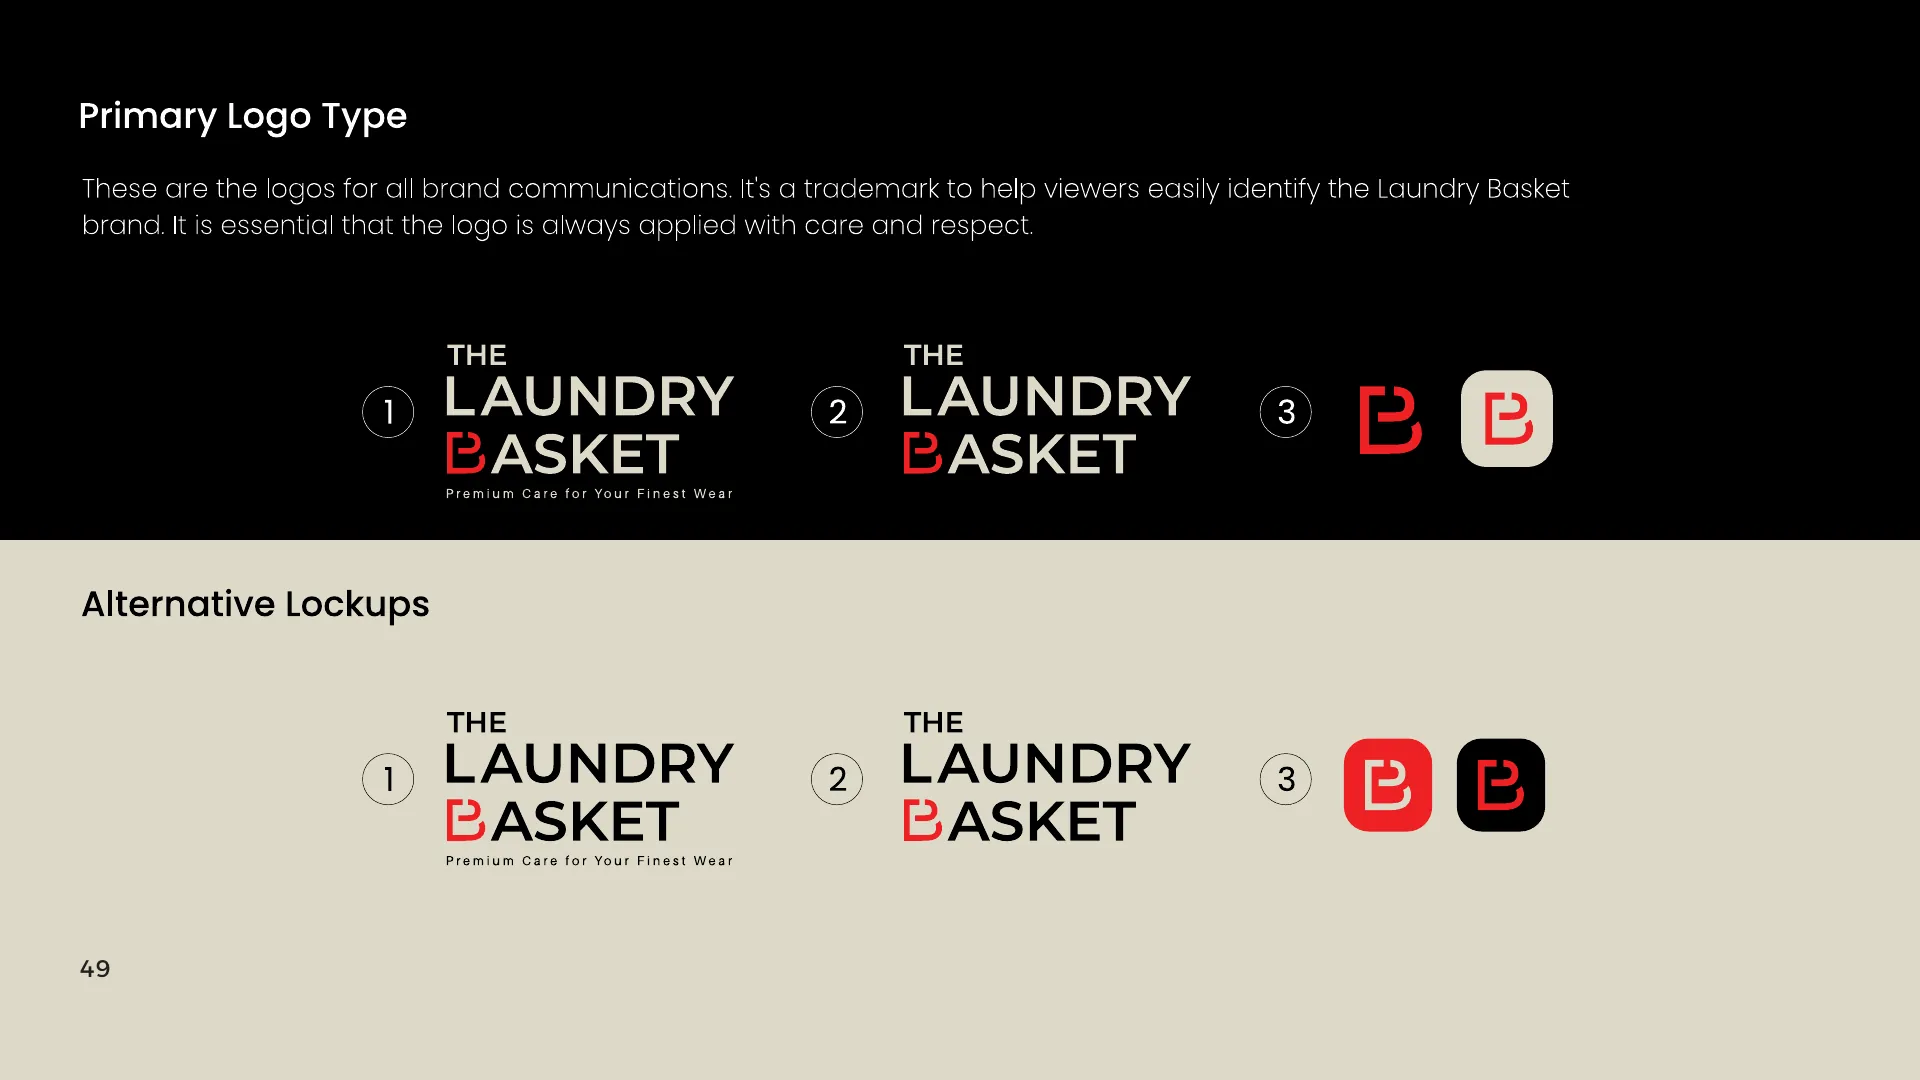 Primary Logo Type
These are the logos for all brand communications. It's a trademark to help viewers easily identify the Laundry Basket
brand. It is essential that the logo is always applied with care and respect.
1
THE
LAUNDRY
BASKET
Premium Care for Your Finest Wear
2
THE
LAUNDRY
BASKET
3
B
B
Alternative Lockups
1
THE
LAUNDRY
BASKET
Premium Care for Your Finest Wear
2
THE
LAUNDRY
BASKET
3
B
B
49